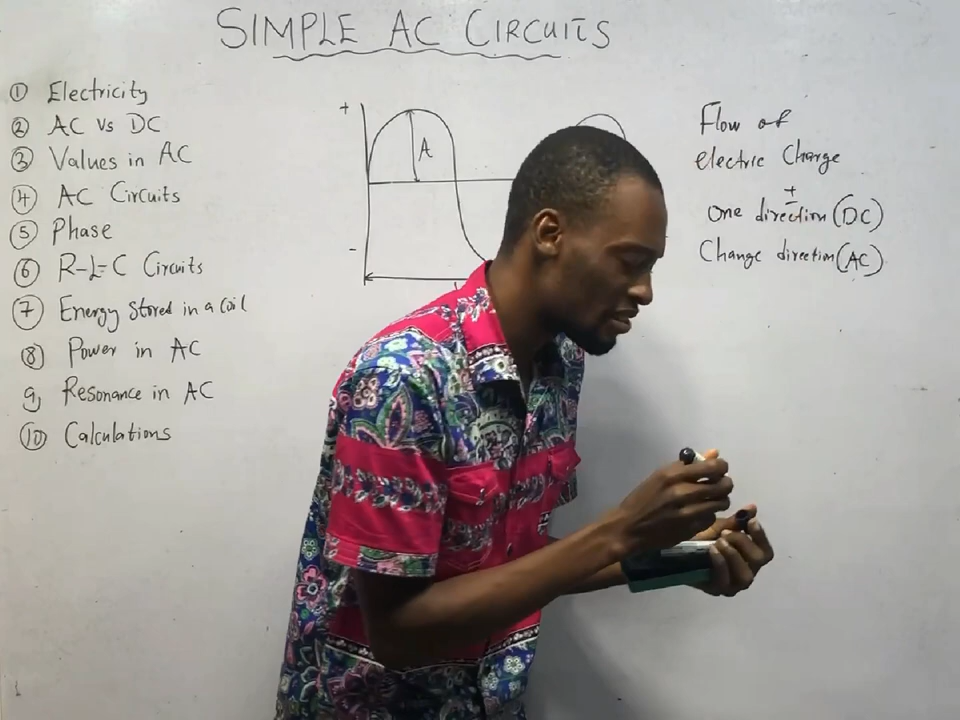 SIMPLE AC CIRCUITS
① Electricity
② AC Vs DC
③ Values in AC
④ AC Circuits
⑤ Phase
⑥ R-L-C Circuits
⑦ Energy Stored in a Coil
⑧ Power in AC
9, Resonance in AC
⑩ Calculations
+
A
-
Flow of
electric Charge
+
-
One direction (DC)
Change direction (AC)